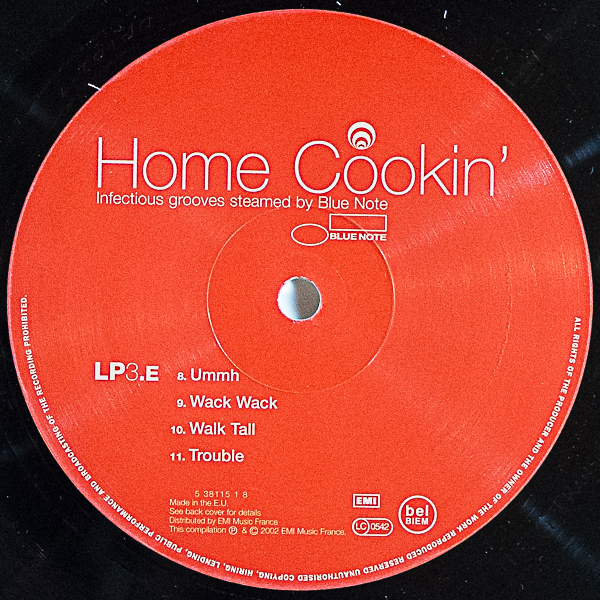 Home Cookin'
Infectious grooves steamed by Blue Note
BLUE NOTE
LP3.E
8. Ummh
9. Wack Wack
10. Walk Tall
11. Trouble
5 38115 1 8
Made in the E.U.
See back cover for details
Distributed by EMI Music France
This compilation ℗ & © 2002 EMI Music France.
EMI
LC 0542
bel
BIEM
ALL RIGHTS OF THE PRODUCER AND THE OWNER OF THE WORK REPRODUCED RESERVED UNAUTHORISED COPYING, HIRING, LENDING, PUBLIC PERFORMANCE AND BROADCASTING OF THE RECORDING PROHIBITED.